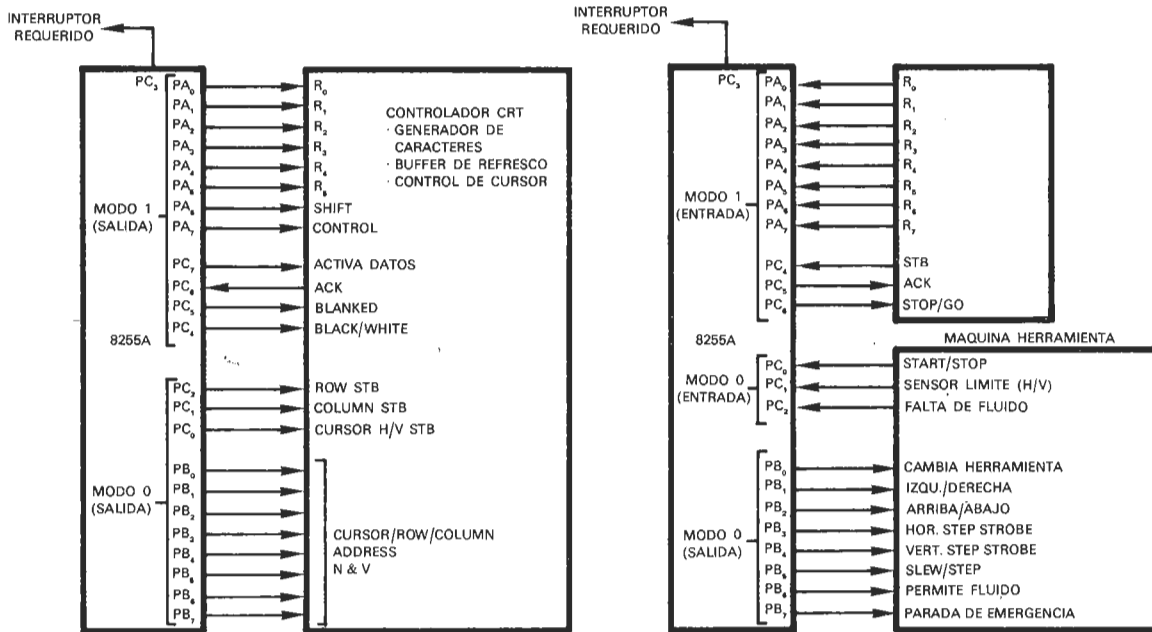 INTERRUPTOR
REQUERIDO
PC₃
PA₀ R₀
PA₁ R₁
PA₂ R₂
PA₃ R₃
PA₄ R₄
PA₅ R₅
PA₆ SHIFT
PA₇ CONTROL
MODO 1
(SALIDA)
CONTROLADOR CRT
· GENERADOR DE
CARACTERES
· BUFFER DE REFRESCO
· CONTROL DE CURSOR
PC₇ ACTIVA DATOS
PC₆ ACK
PC₅ BLANKED
PC₄ BLACK/WHITE
8255A
PC₂ ROW STB
PC₁ COLUMN STB
PC₀ CURSOR H/V STB
MODO 0
(SALIDA)
PB₀
PB₁
PB₂
PB₃
PB₄
PB₅
PB₆
PB₇
CURSOR/ROW/COLUMN
ADDRESS
N & V
INTERRUPTOR
REQUERIDO
PC₃
PA₀ R₀
PA₁ R₁
PA₂ R₂
PA₃ R₃
PA₄ R₄
PA₅ R₅
PA₆ R₆
PA₇ R₇
MODO 1
(ENTRADA)
PC₄ STB
PC₅ ACK
PC₆ STOP/GO
8255A
MAQUINA HERRAMIENTA
MODO 0
(ENTRADA)
PC₀ START/STOP
PC₁ SENSOR LIMITE (H/V)
PC₂ FALTA DE FLUIDO
MODO 0
(SALIDA)
PB₀ CAMBIA HERRAMIENTA
PB₁ IZQU./DERECHA
PB₂ ARRIBA/ABAJO
PB₃ HOR. STEP STROBE
PB₄ VERT. STEP STROBE
PB₅ SLEW/STEP
PB₆ PERMITE FLUIDO
PB₇ PARADA DE EMERGENCIA